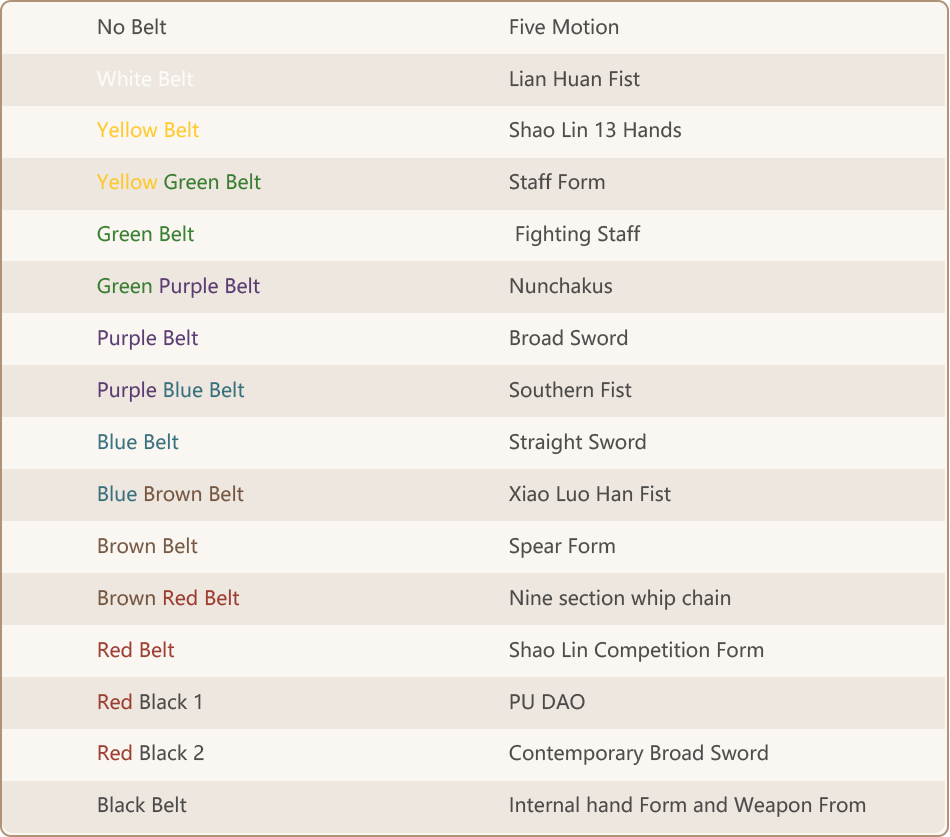 No Belt Five Motion
White Belt Lian Huan Fist
Yellow Belt Shao Lin 13 Hands
Yellow Green Belt Staff Form
Green Belt Fighting Staff
Green Purple Belt Nunchakus
Purple Belt Broad Sword
Purple Blue Belt Southern Fist
Blue Belt Straight Sword
Blue Brown Belt Xiao Luo Han Fist
Brown Belt Spear Form
Brown Red Belt Nine section whip chain
Red Belt Shao Lin Competition Form
Red Black 1 PU DAO
Red Black 2 Contemporary Broad Sword
Black Belt Internal hand Form and Weapon From